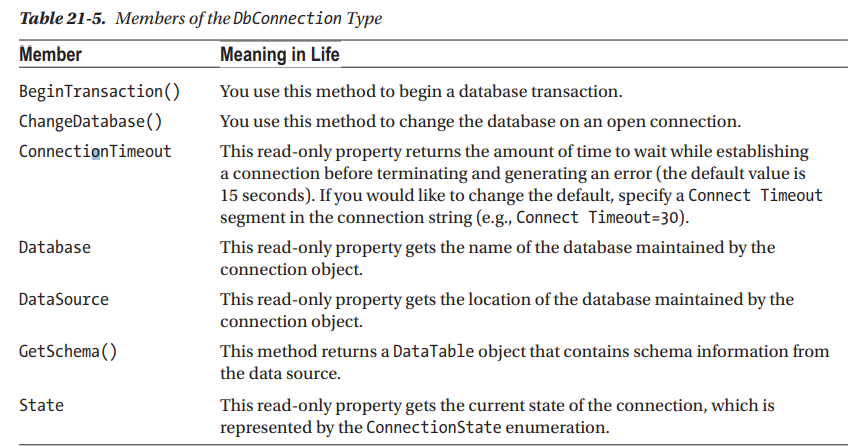 Table 21-5. Members of the DbConnection Type
Member Meaning in Life
BeginTransaction() You use this method to begin a database transaction.
ChangeDatabase() You use this method to change the database on an open connection.
ConnectionTimeout This read-only property returns the amount of time to wait while establishing
a connection before terminating and generating an error (the default value is
15 seconds). If you would like to change the default, specify a Connect Timeout
segment in the connection string (e.g., Connect Timeout=30).
Database This read-only property gets the name of the database maintained by the
connection object.
DataSource This read-only property gets the location of the database maintained by the
connection object.
GetSchema() This method returns a DataTable object that contains schema information from
the data source.
State This read-only property gets the current state of the connection, which is
represented by the ConnectionState enumeration.